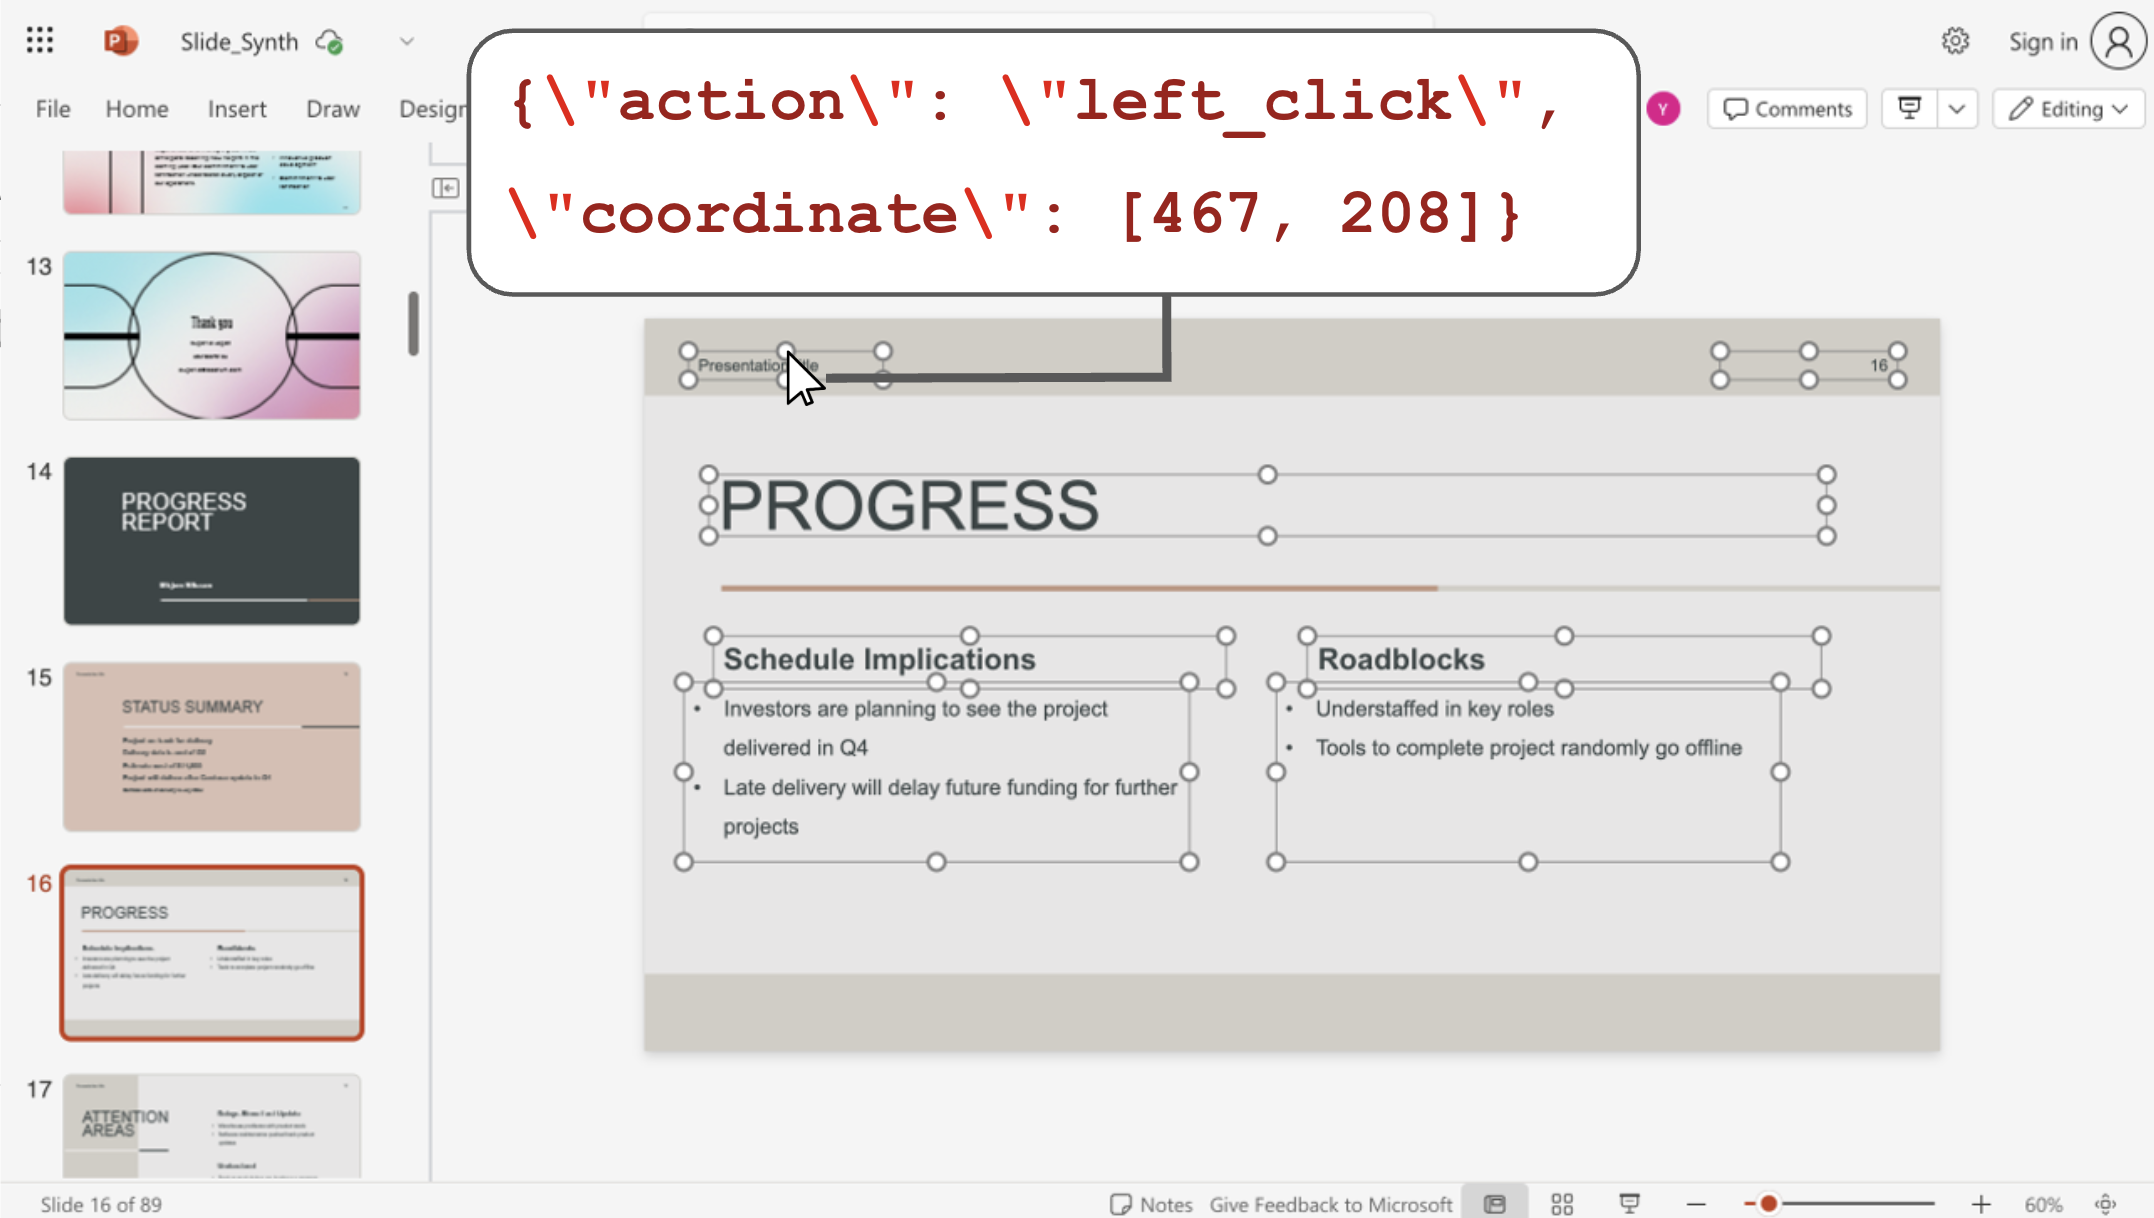 Slide_Synth
Sign in
File Home Insert Draw Design
Y Comments Editing
{\"action\": \"left_click\",
\"coordinate\": [467, 208]}
13
Thank you
14
PROGRESS
REPORT
15
STATUS SUMMARY
16
PROGRESS
Schedule Implications
Roadblocks
17
ATTENTION
AREAS
Presentation
16
PROGRESS
Schedule Implications
• Investors are planning to see the project
delivered in Q4
• Late delivery will delay future funding for further
projects
Roadblocks
• Understaffed in key roles
• Tools to complete project randomly go offline
Slide 16 of 89
Notes Give Feedback to Microsoft 60%